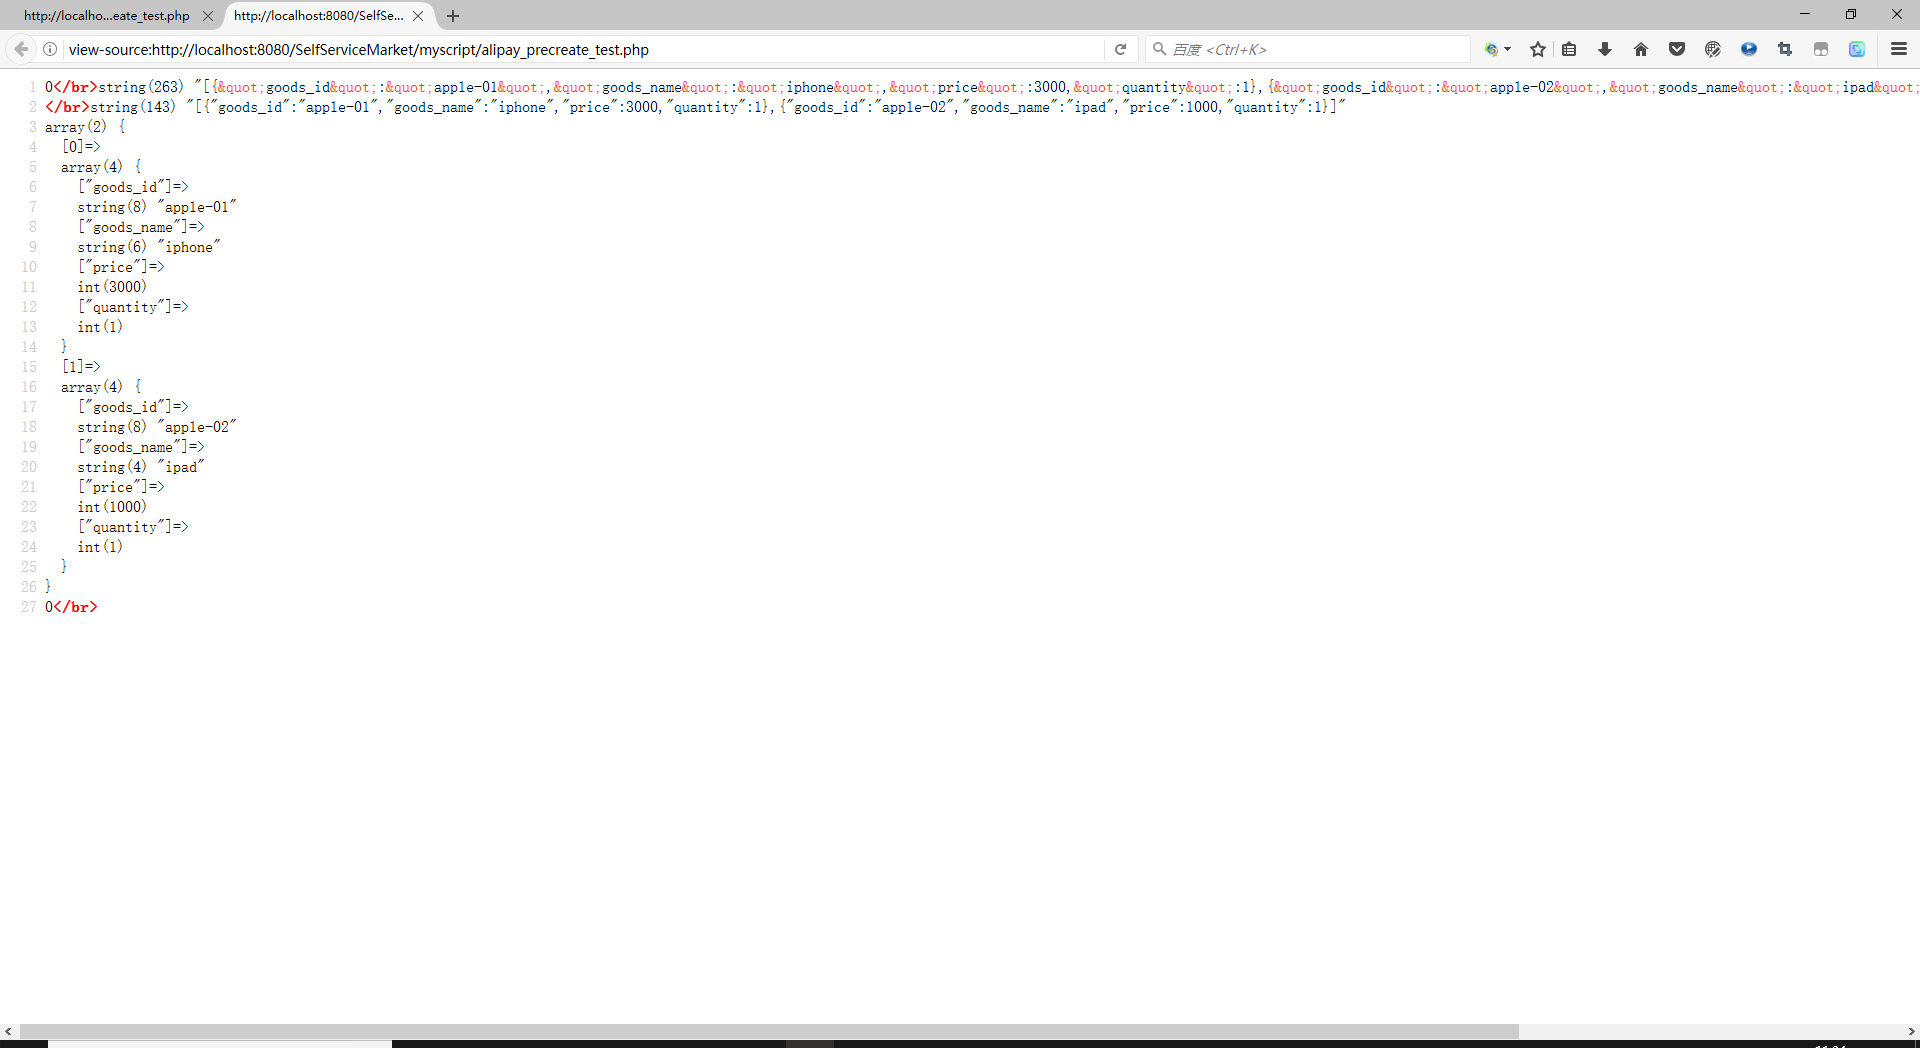 http://localho...eate_test.php
http://localhost:8080/SelfSe...
view-source:http://localhost:8080/SelfServiceMarket/myscript/alipay_precreate_test.php
百度 <Ctrl+K>
1 0</br>string(263) "[{&quot;goods_id&quot;:&quot;apple-01&quot;,&quot;goods_name&quot;:&quot;iphone&quot;,&quot;price&quot;:3000,&quot;quantity&quot;:1},{&quot;goods_id&quot;:&quot;apple-02&quot;,&quot;goods_name&quot;:&quot;ipad&quot;
2 </br>string(143) "[{"goods_id":"apple-01","goods_name":"iphone","price":3000,"quantity":1},{"goods_id":"apple-02","goods_name":"ipad","price":1000,"quantity":1}]"
3 array(2) {
4 [0]=>
5 array(4) {
6 ["goods_id"]=>
7 string(8) "apple-01"
8 ["goods_name"]=>
9 string(6) "iphone"
10 ["price"]=>
11 int(3000)
12 ["quantity"]=>
13 int(1)
14 }
15 [1]=>
16 array(4) {
17 ["goods_id"]=>
18 string(8) "apple-02"
19 ["goods_name"]=>
20 string(4) "ipad"
21 ["price"]=>
22 int(1000)
23 ["quantity"]=>
24 int(1)
25 }
26 }
27 0</br>